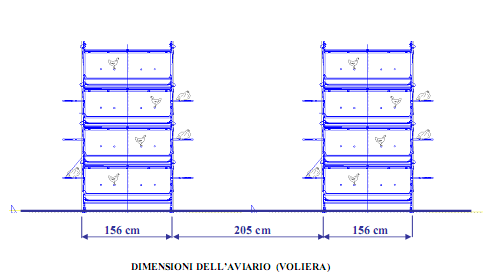 156 cm 205 cm 156 cm
DIMENSIONI DELL'AVIARIO (VOLIERA)